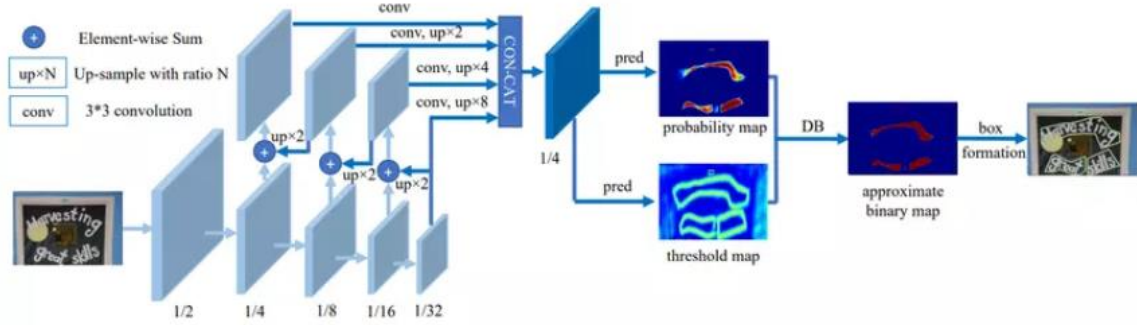 Element-wise Sum
up×N Up-sample with ratio N
conv 3*3 convolution
conv
conv, up×2
conv, up×4
conv, up×8
CON-CAT
up×2
up×2
up×2
1/2
1/4
1/8
1/16
1/32
1/4
pred
probability map
pred
threshold map
DB
approximate
binary map
box
formation
Harvesting
great skills
Harvesting
great skills